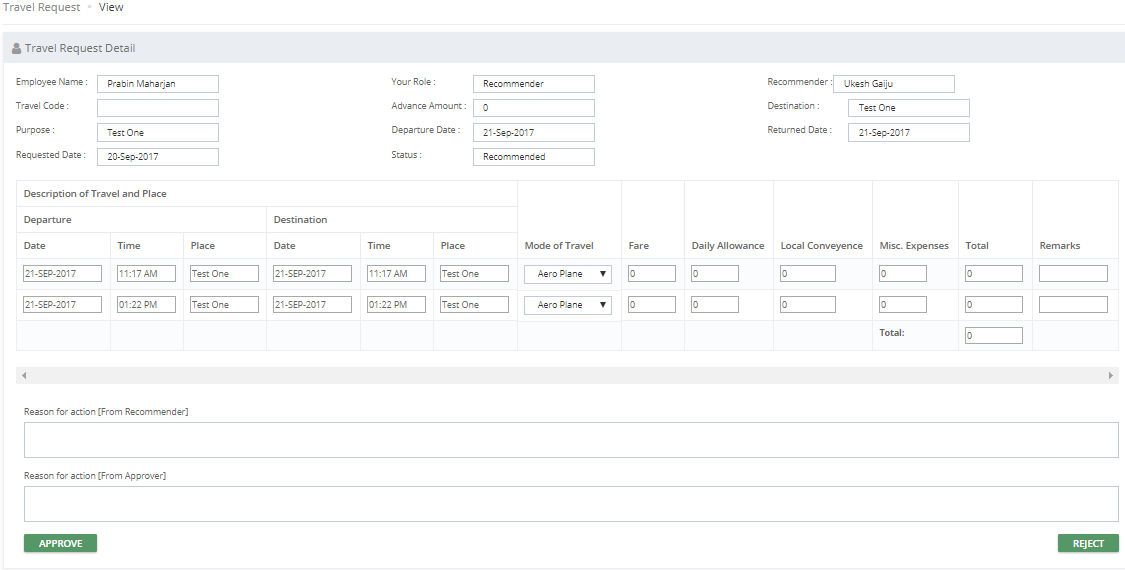 Travel Request • View
Travel Request Detail
Employee Name : Prabin Maharjan Your Role : Recommender Recommender : Ukesh Gaiju
Travel Code : Advance Amount : 0 Destination : Test One
Purpose : Test One Departure Date : 21-Sep-2017 Returned Date : 21-Sep-2017
Requested Date : 20-Sep-2017 Status : Recommended
Description of Travel and Place
Departure Destination
Date Time Place Date Time Place Mode of Travel Fare Daily Allowance Local Conveyence Misc. Expenses Total Remarks
21-SEP-2017 11:17 AM Test One 21-SEP-2017 11:17 AM Test One Aero Plane 0 0 0 0 0
21-SEP-2017 01:22 PM Test One 21-SEP-2017 01:22 PM Test One Aero Plane 0 0 0 0 0
Total: 0
Reason for action [From Recommender]
Reason for action [From Approver]
APPROVE REJECT